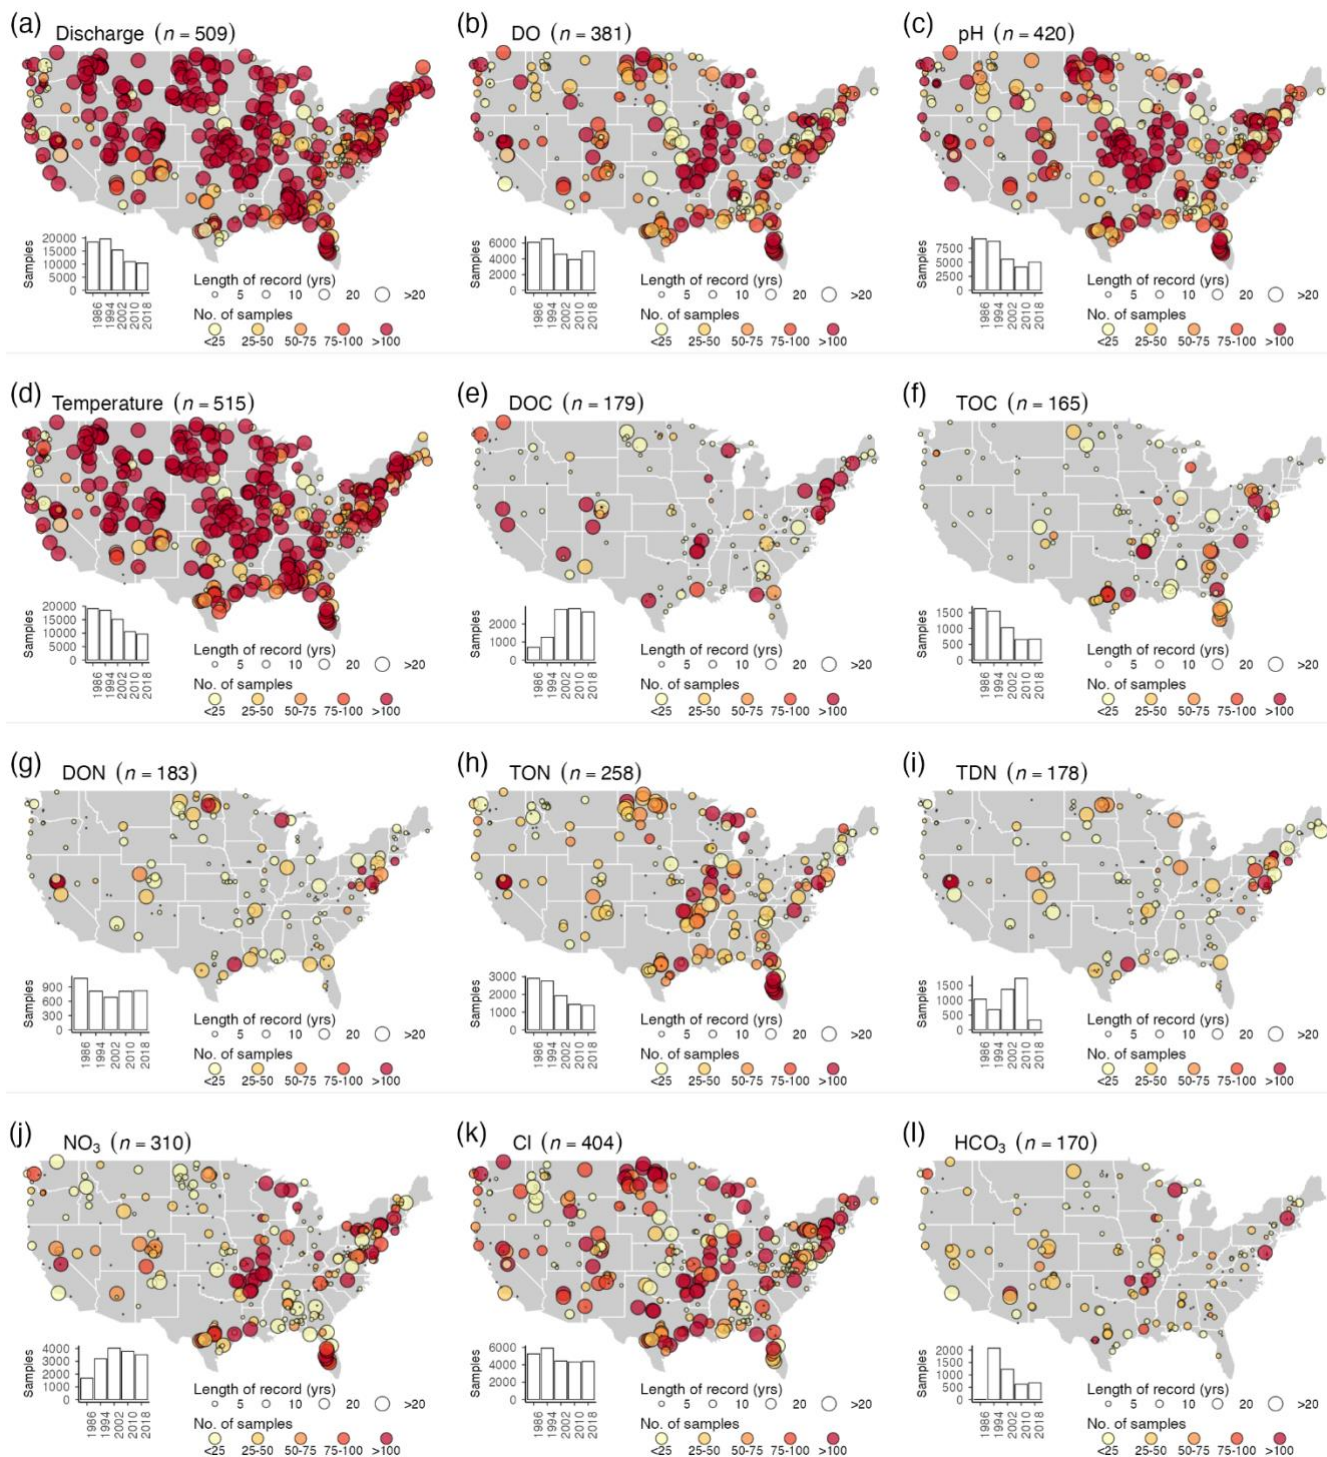 (a) Discharge (n = 509)
(b) DO (n = 381)
(c) pH (n = 420)
Samples
20000
15000
10000
5000
0
1986 1994 2002 2010 2018
Length of record (yrs)
5 10 20 >20
No. of samples
<25 25-50 50-75 75-100 >100
Samples
6000
4000
2000
0
1986 1994 2002 2010 2018
Length of record (yrs)
5 10 20 >20
No. of samples
<25 25-50 50-75 75-100 >100
Samples
7500
5000
2500
0
1986 1994 2002 2010 2018
Length of record (yrs)
5 10 20 >20
No. of samples
<25 25-50 50-75 75-100 >100
(d) Temperature (n = 515)
(e) DOC (n = 179)
(f) TOC (n = 165)
Samples
20000
15000
10000
5000
0
1986 1994 2002 2010 2018
Length of record (yrs)
5 10 20 >20
No. of samples
<25 25-50 50-75 75-100 >100
Samples
2000
1000
0
1986 1994 2002 2010 2018
Length of record (yrs)
5 10 20 >20
No. of samples
<25 25-50 50-75 75-100 >100
Samples
1500
1000
500
0
1986 1994 2002 2010 2018
Length of record (yrs)
5 10 20 >20
No. of samples
<25 25-50 50-75 75-100 >100
(g) DON (n = 183)
(h) TON (n = 258)
(i) TDN (n = 178)
Samples
900
600
300
0
1986 1994 2002 2010 2018
Length of record (yrs)
5 10 20 >20
No. of samples
<25 25-50 50-75 75-100 >100
Samples
3000
2000
1000
0
1986 1994 2002 2010 2018
Length of record (yrs)
5 10 20 >20
No. of samples
<25 25-50 50-75 75-100 >100
Samples
1500
1000
500
0
1986 1994 2002 2010 2018
Length of record (yrs)
5 10 20 >20
No. of samples
<25 25-50 50-75 75-100 >100
(j) NO₃ (n = 310)
(k) Cl (n = 404)
(l) HCO₃ (n = 170)
Samples
4000
3000
2000
1000
0
1986 1994 2002 2010 2018
Length of record (yrs)
5 10 20 >20
No. of samples
<25 25-50 50-75 75-100 >100
Samples
6000
4000
2000
0
1986 1994 2002 2010 2018
Length of record (yrs)
5 10 20 >20
No. of samples
<25 25-50 50-75 75-100 >100
Samples
2000
1500
1000
500
0
1986 1994 2002 2010 2018
Length of record (yrs)
5 10 20 >20
No. of samples
<25 25-50 50-75 75-100 >100